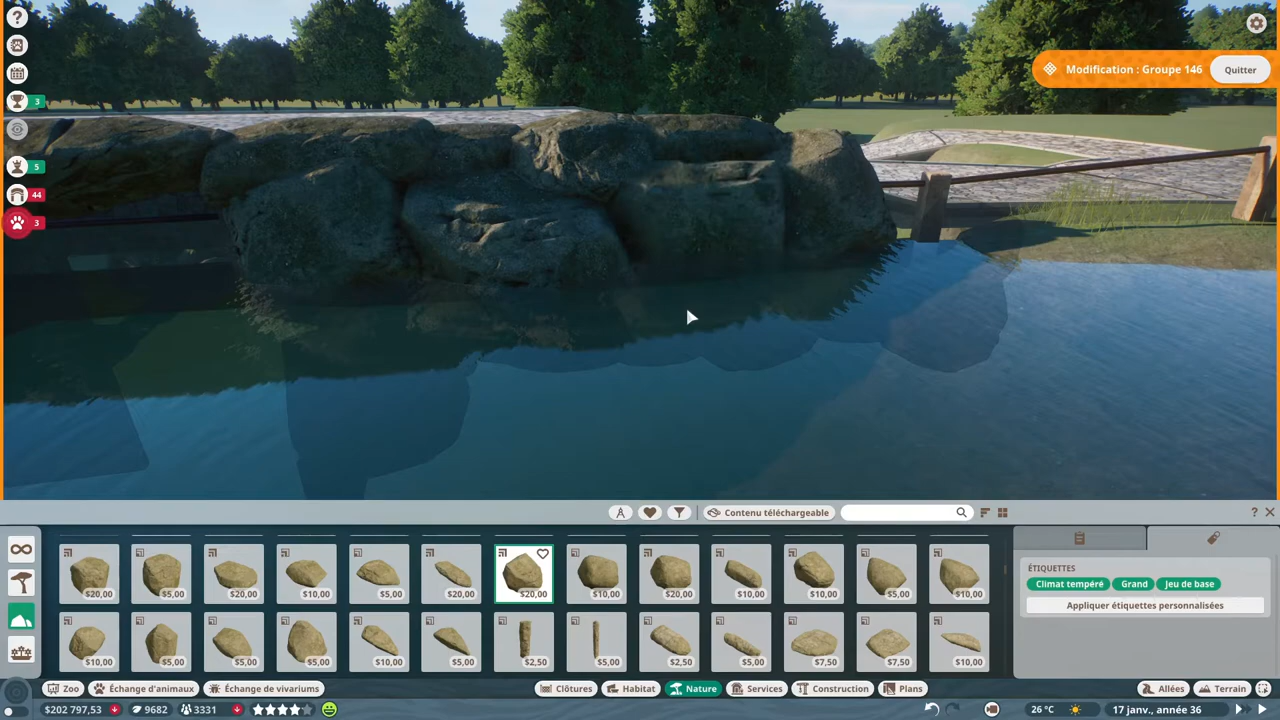 ?
Modification : Groupe 146
Quitter
3
5
44
3
Contenu téléchargeable
?
$20,00 $5,00 $20,00 $10,00 $5,00 $20,00 $20,00 $10,00 $20,00 $10,00 $10,00 $5,00 $10,00
$10,00 $5,00 $5,00 $5,00 $10,00 $5,00 $2,50 $5,00 $2,50 $5,00 $7,50 $7,50 $10,00
ÉTIQUETTES
Climat tempéré Grand Jeu de base
Appliquer étiquettes personnalisées
Zoo Échange d'animaux Échange de vivariums Clôtures Habitat Nature Services Construction Plans Allées Terrain
$202 797,53 9682 3331 26 °C 17 janv., année 36